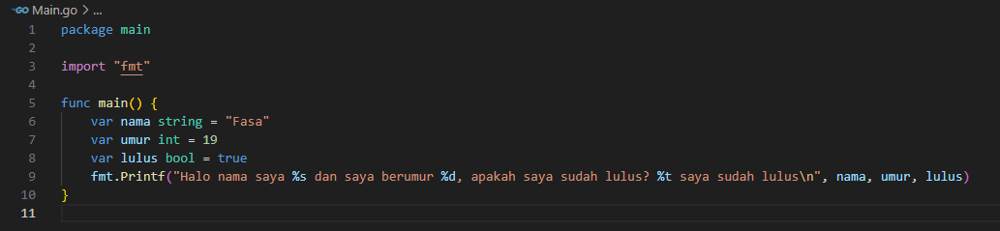 GO Main.go > ...
1 package main
2
3 import "fmt"
4
5 func main() {
6     var nama string = "Fasa"
7     var umur int = 19
8     var lulus bool = true
9     fmt.Printf("Halo nama saya %s dan saya berumur %d, apakah saya sudah lulus? %t saya sudah lulus\n", nama, umur, lulus)
10 }
11